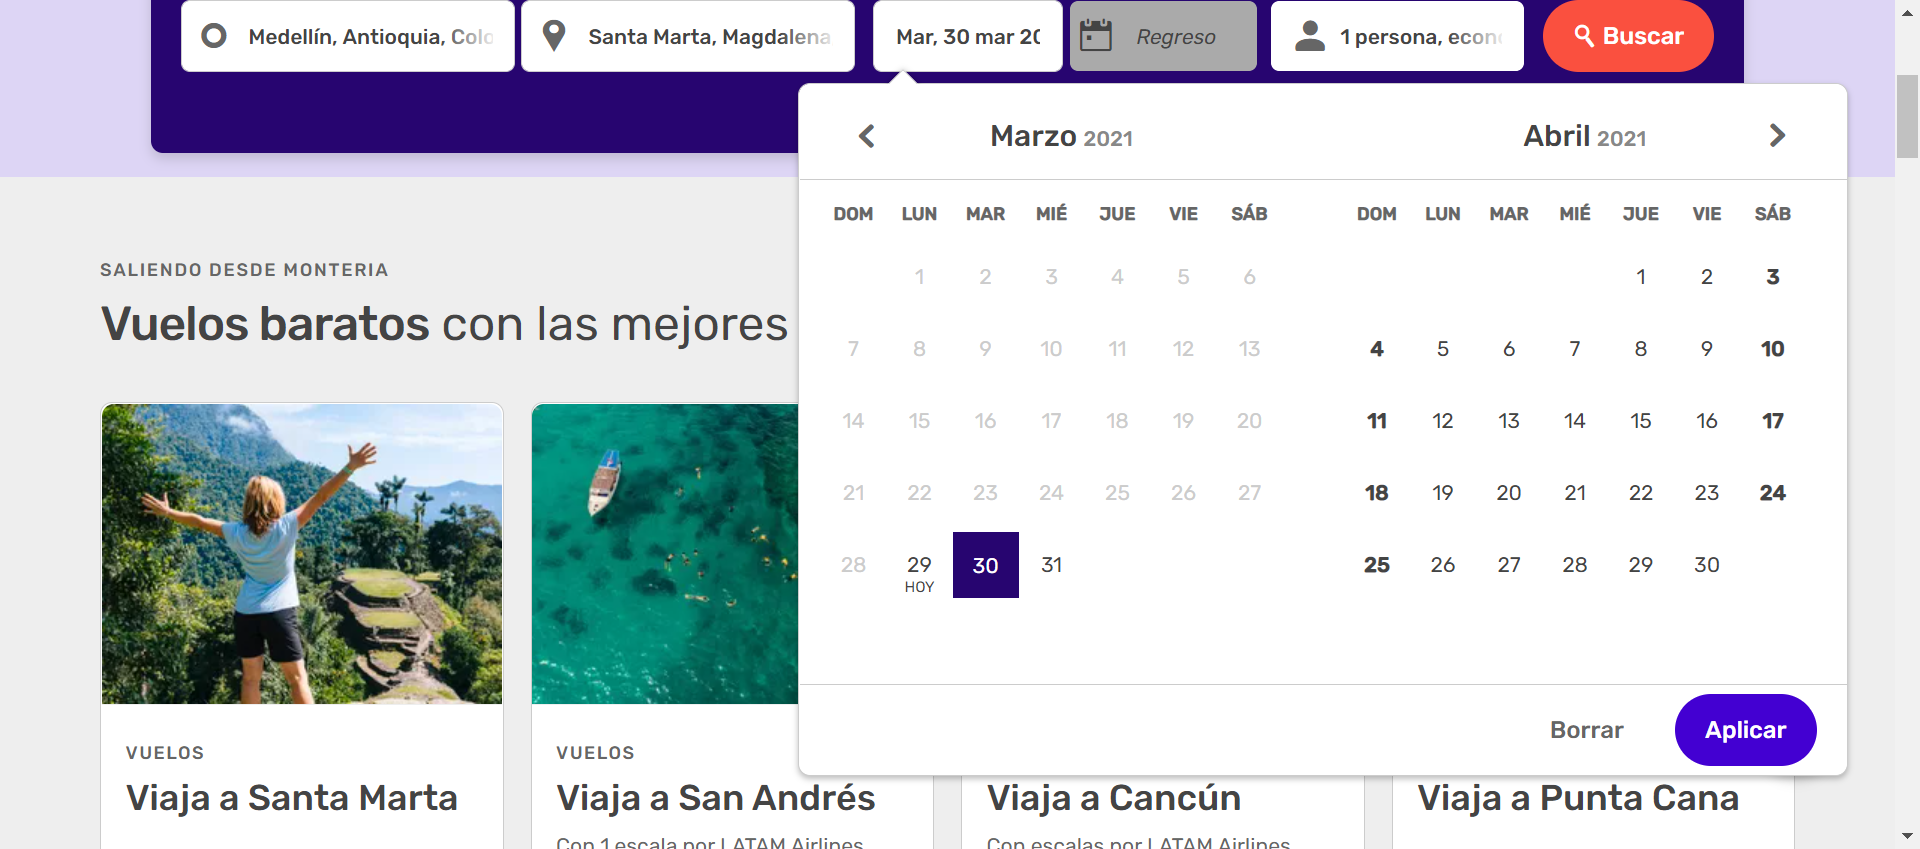 Medellín, Antioquia, Colo
Santa Marta, Magdalena
Mar, 30 mar 20
Regreso
1 persona, econ
Buscar
Marzo 2021
Abril 2021
DOM LUN MAR MIÉ JUE VIE SÁB
DOM LUN MAR MIÉ JUE VIE SÁB
1 2 3 4 5 6
1 2 3
7 8 9 10 11 12 13
4 5 6 7 8 9 10
14 15 16 17 18 19 20
11 12 13 14 15 16 17
21 22 23 24 25 26 27
18 19 20 21 22 23 24
28 29 30 31
HOY
25 26 27 28 29 30
Borrar
Aplicar
SALIENDO DESDE MONTERIA
Vuelos baratos con las mejores
VUELOS
Viaja a Santa Marta
VUELOS
Viaja a San Andrés
Con 1 escala por LATAM Airlines
Viaja a Cancún
Con escalas por LATAM Airlines
Viaja a Punta Cana